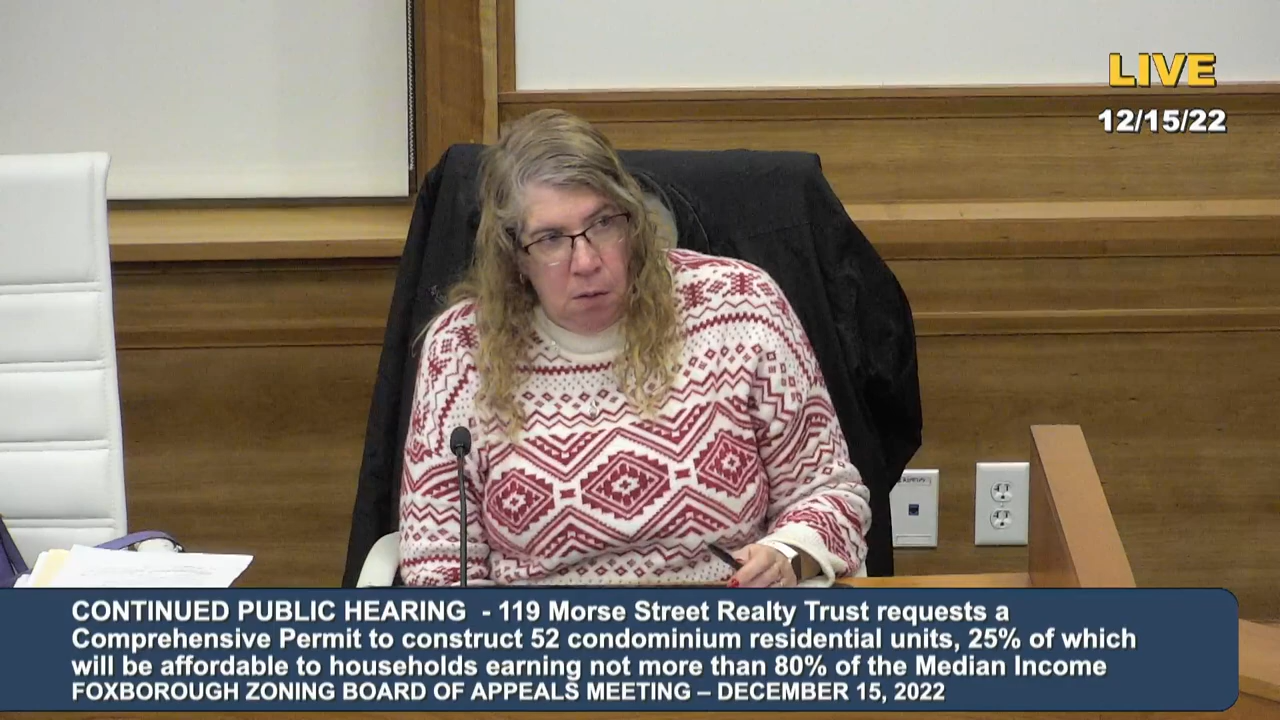 LIVE
12/15/22
CONTINUED PUBLIC HEARING - 119 Morse Street Realty Trust requests a
Comprehensive Permit to construct 52 condominium residential units, 25% of which
will be affordable to households earning not more than 80% of the Median Income
FOXBOROUGH ZONING BOARD OF APPEALS MEETING – DECEMBER 15, 2022